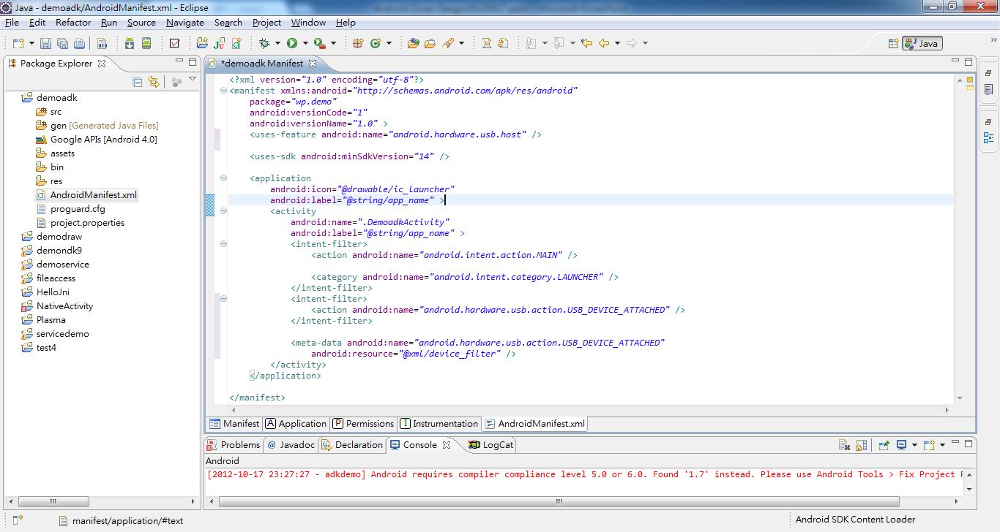 Java - demoadk/AndroidManifest.xml - Eclipse
File Edit Refactor Run Source Navigate Search Project Window Help
Java
Package Explorer
demoadk
src
gen [Generated Java Files]
Google APIs [Android 4.0]
assets
bin
res
AndroidManifest.xml
proguard.cfg
project.properties
demodraw
demondk9
demoservice
fileaccess
HelloJni
NativeActivity
Plasma
servicedemo
test4
*demoadk Manifest
<?xml version="1.0" encoding="utf-8"?>
<manifest xmlns:android="http://schemas.android.com/apk/res/android"
package="wp.demo"
android:versionCode="1"
android:versionName="1.0" >
<uses-feature android:name="android.hardware.usb.host" />
<uses-sdk android:minSdkVersion="14" />
<application
android:icon="@drawable/ic_launcher"
android:label="@string/app_name" >
<activity
android:name=".DemoadkActivity"
android:label="@string/app_name" >
<intent-filter>
<action android:name="android.intent.action.MAIN" />
<category android:name="android.intent.category.LAUNCHER" />
</intent-filter>
<intent-filter>
<action android:name="android.hardware.usb.action.USB_DEVICE_ATTACHED" />
</intent-filter>
<meta-data android:name="android.hardware.usb.action.USB_DEVICE_ATTACHED"
android:resource="@xml/device_filter" />
</activity>
</application>
</manifest>
Manifest Application Permissions Instrumentation AndroidManifest.xml
Problems Javadoc Declaration Console LogCat
Android
[2012-10-17 23:27:27 - adkdemo] Android requires compiler compliance level 5.0 or 6.0. Found '1.7' instead. Please use Android Tools > Fix Project
manifest/application/#text
Android SDK Content Loader